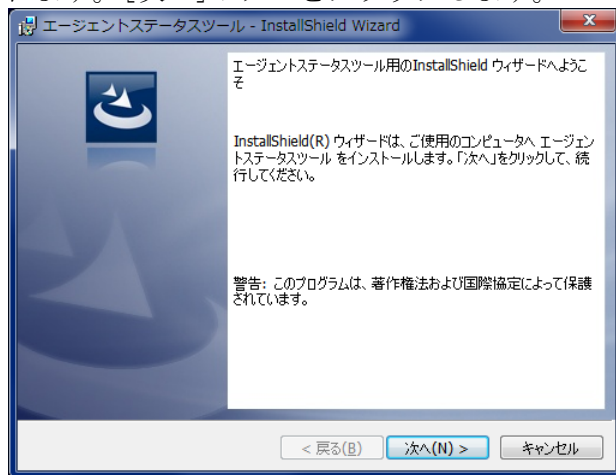 エージェントステータスツール - InstallShield Wizard
エージェントステータスツール用のInstallShield ウィザードへようこ
そ
InstallShield(R) ウィザードは、ご使用のコンピュータへ エージェン
トステータスツール をインストールします。「次へ」をクリックして、続
行してください。
警告: このプログラムは、著作権法および国際協定によって保護
されています。
< 戻る(B)
次へ(N) >
キャンセル